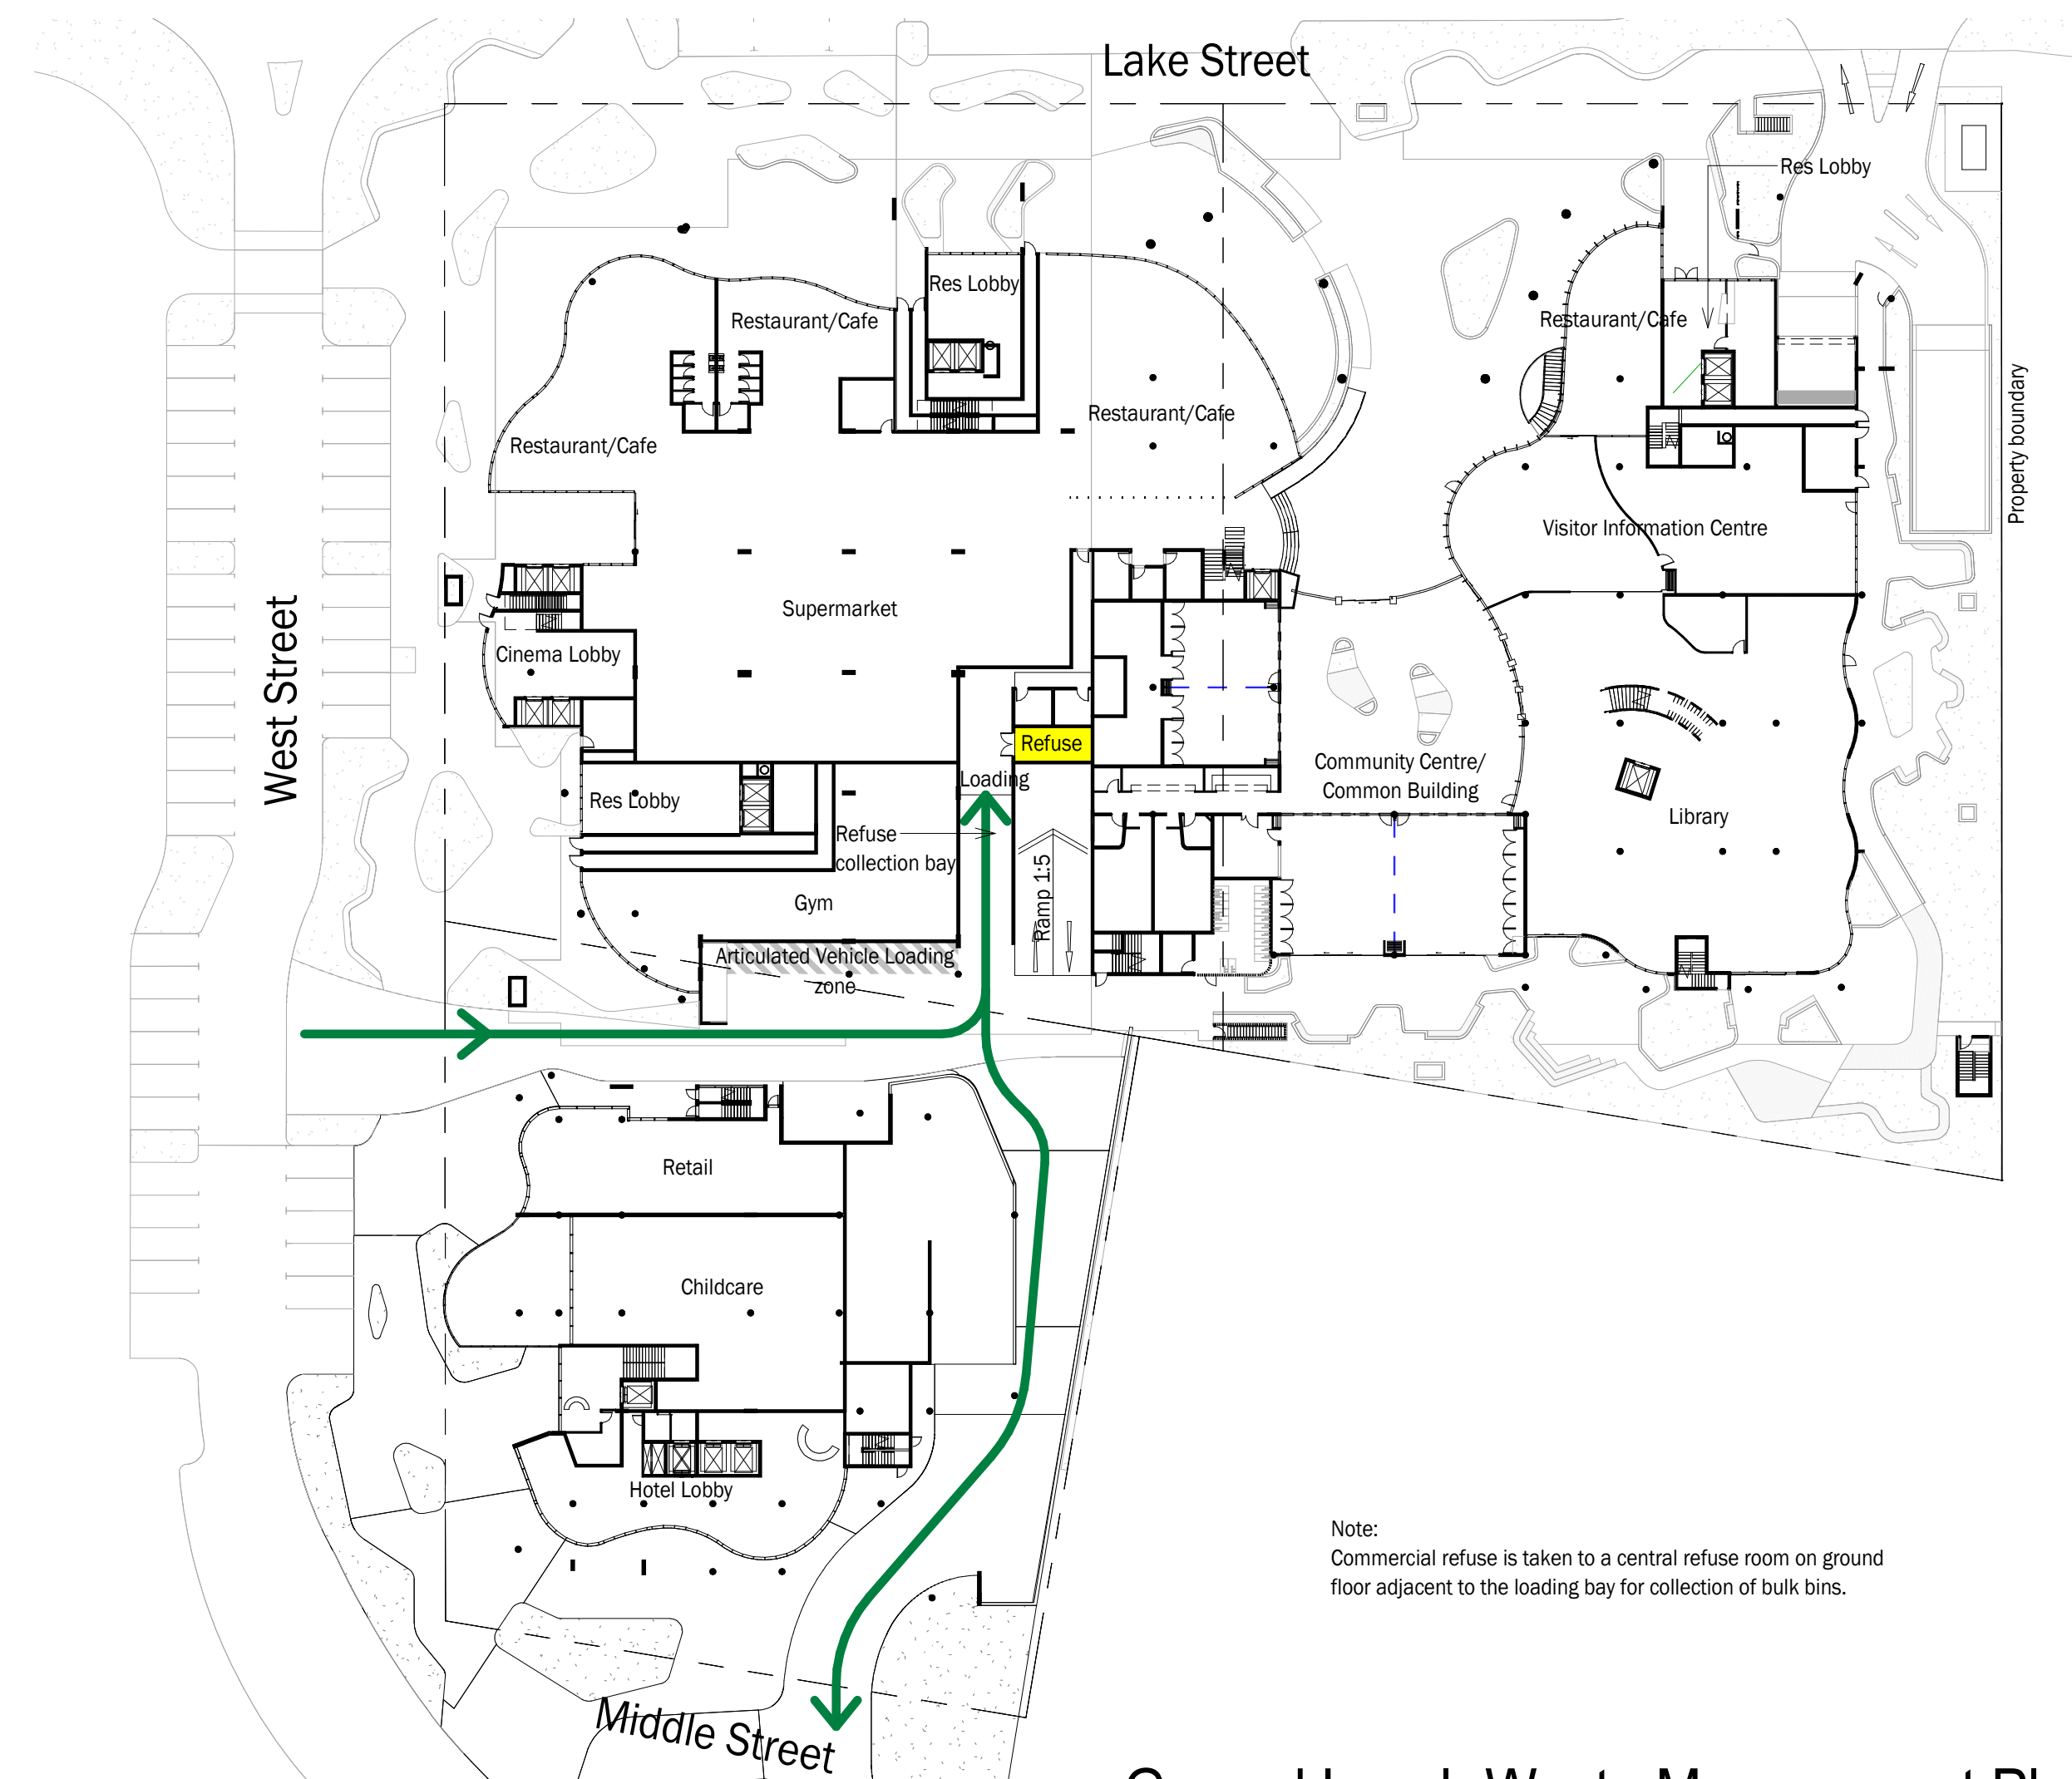 Lake Street
Res Lobby
Res Lobby
Restaurant/Cafe
Restaurant/Cafe
Restaurant/Cafe
Restaurant/Cafe
Property boundary
Visitor Information Centre
West Street
Supermarket
Cinema Lobby
Refuse
Loading
Community Centre/
Common Building
Res Lobby
Library
Refuse
collection bay
Ramp 1:5
Gym
Articulated Vehicle Loading
zone
Retail
Childcare
Hotel Lobby
Note:
Commercial refuse is taken to a central refuse room on ground
floor adjacent to the loading bay for collection of bulk bins.
Middle Street